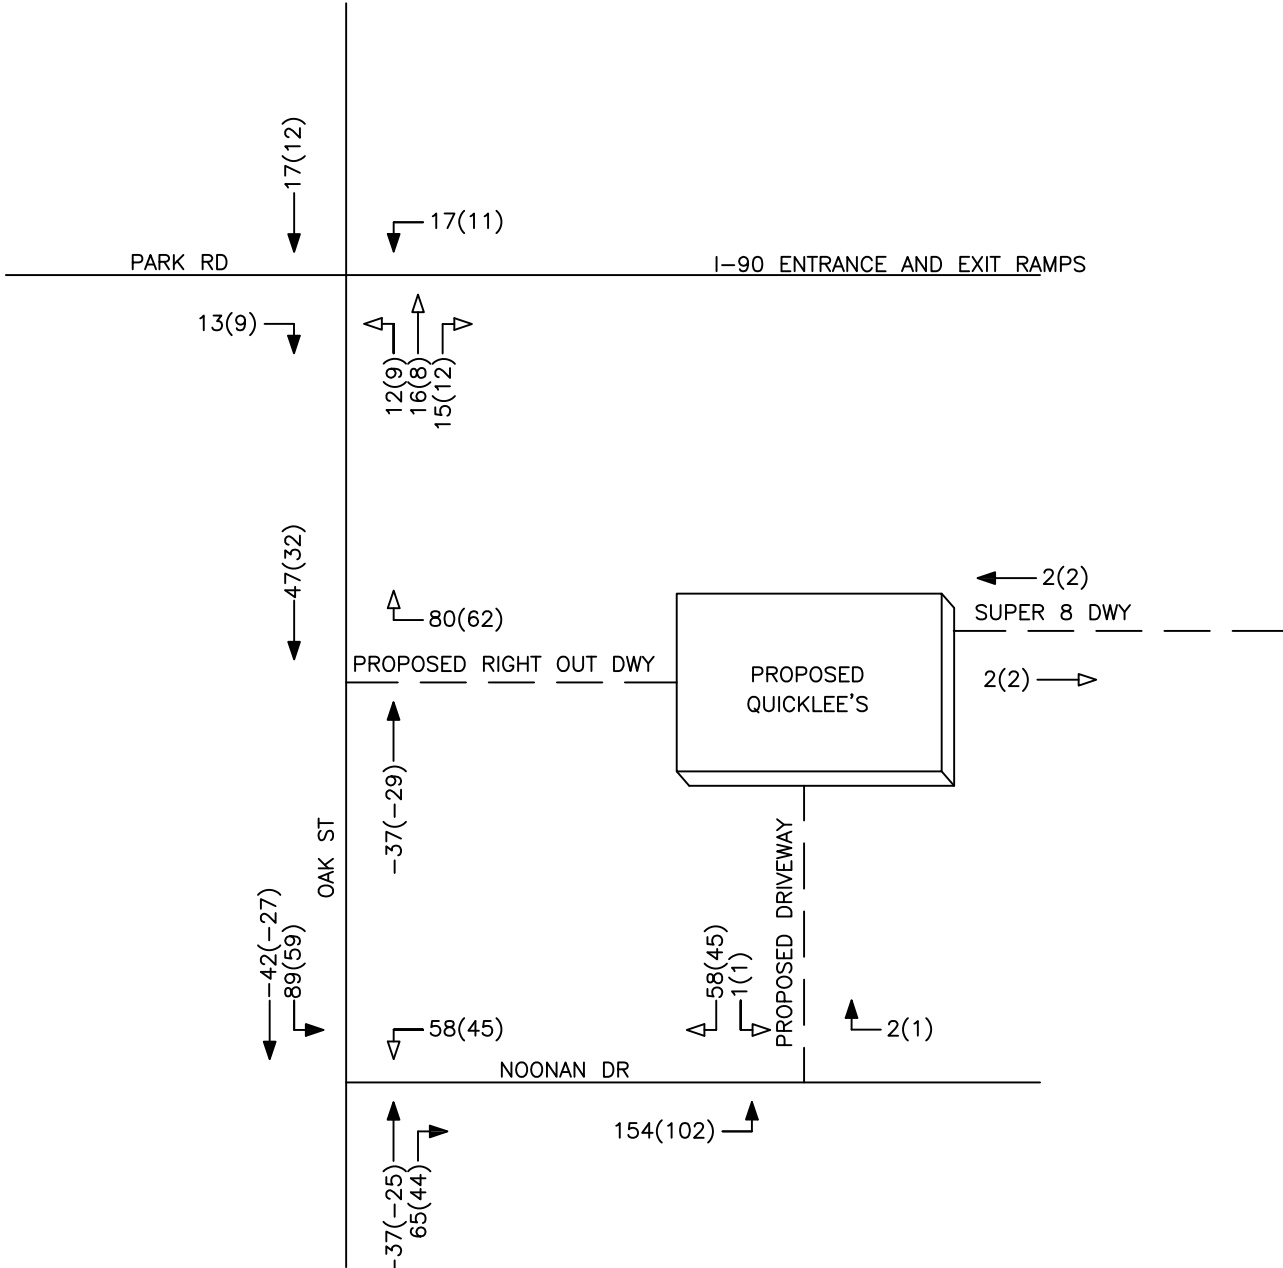 17(12)
17(11)
PARK RD
I-90 ENTRANCE AND EXIT RAMPS
13(9)
12(9)
16(8)
15(12)
47(32)
80(62)
2(2)
SUPER 8 DWY
PROPOSED RIGHT OUT DWY
PROPOSED
QUICKLEE'S
2(2)
-37(-29)
OAK ST
PROPOSED DRIVEWAY
-42(-27)
89(59)
58(45)
1(1)
58(45)
2(1)
NOONAN DR
154(102)
-37(-25)
65(44)